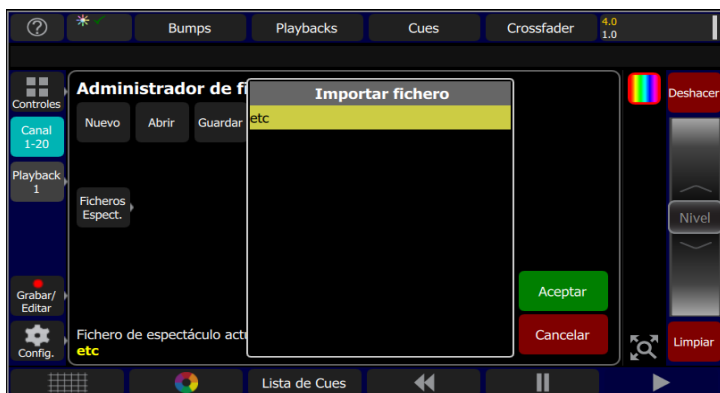 Bumps
Playbacks
Cues
Crossfader
4.0
1.0
Controles
Canal
1-20
Playback
1
Grabar/
Editar
Config.
Administrador de fi
Nuevo
Abrir
Guardar
Ficheros
Espect.
Fichero de espectáculo actu
etc
Importar fichero
etc
Aceptar
Cancelar
Deshacer
Nivel
Limpiar
Lista de Cues